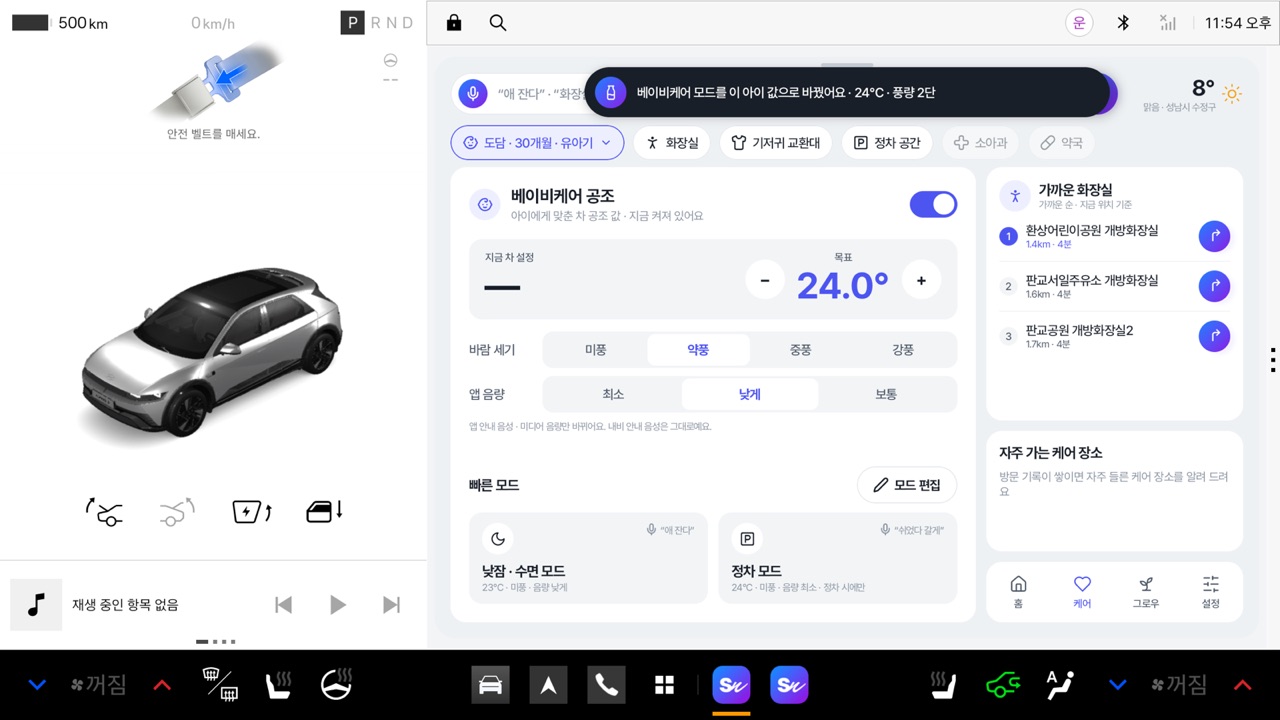 500 km
0 km/h
P R N D
운
11:54 오후
안전 벨트를 매세요.
"애 잔다" · "화장
베이비케어 모드를 이 아이 값으로 바꿨어요 · 24°C · 풍량 2단
8°
맑음 · 성남시 수정구
도담 · 30개월 · 유아기
화장실
기저귀 교환대
P 정차 공간
소아과
약국
베이비케어 공조
아이에게 맞춘 차 공조 값 · 지금 켜져 있어요
지금 차 설정
—
목표
− 24.0° +
바람 세기
미풍
약풍
중풍
강풍
앱 음량
최소
낮게
보통
앱 안내 음성 · 미디어 음량만 바뀌어요. 내비 안내 음성은 그대로예요.
빠른 모드
모드 편집
"애 잔다"
낮잠 · 수면 모드
23°C · 미풍 · 음량 낮게
P
"쉬었다 갈게"
정차 모드
24°C · 미풍 · 음량 최소 · 정차 시에만
가까운 화장실
가까운 순 · 지금 위치 기준
1 환상어린이공원 개방화장실
1.4km · 4분
2 판교서일주유소 개방화장실
1.6km · 4분
3 판교공원 개방화장실2
1.7km · 4분
자주 가는 케어 장소
방문 기록이 쌓이면 자주 들른 케어 장소를 알려 드려
요
홈
케어
그로우
설정
재생 중인 항목 없음
꺼짐
Sv
Sv
A
꺼짐